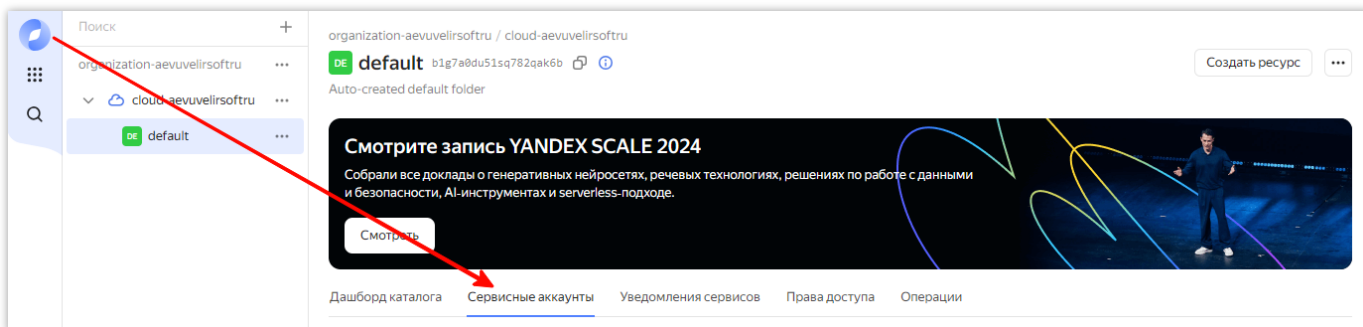 Поиск
organization-aevuvelirsoftru
cloud-aevuvelirsoftru
DE default
organization-aevuvelirsoftru / cloud-aevuvelirsoftru
DE default b1g7a0du51sq782qak6b
Auto-created default folder
Создать ресурс
Смотрите запись YANDEX SCALE 2024
Собрали все доклады о генеративных нейросетях, речевых технологиях, решениях по работе с данными
и безопасности, AI-инструментах и serverless-подходе.
Смотреть
Дашборд каталога Сервисные аккаунты Уведомления сервисов Права доступа Операции